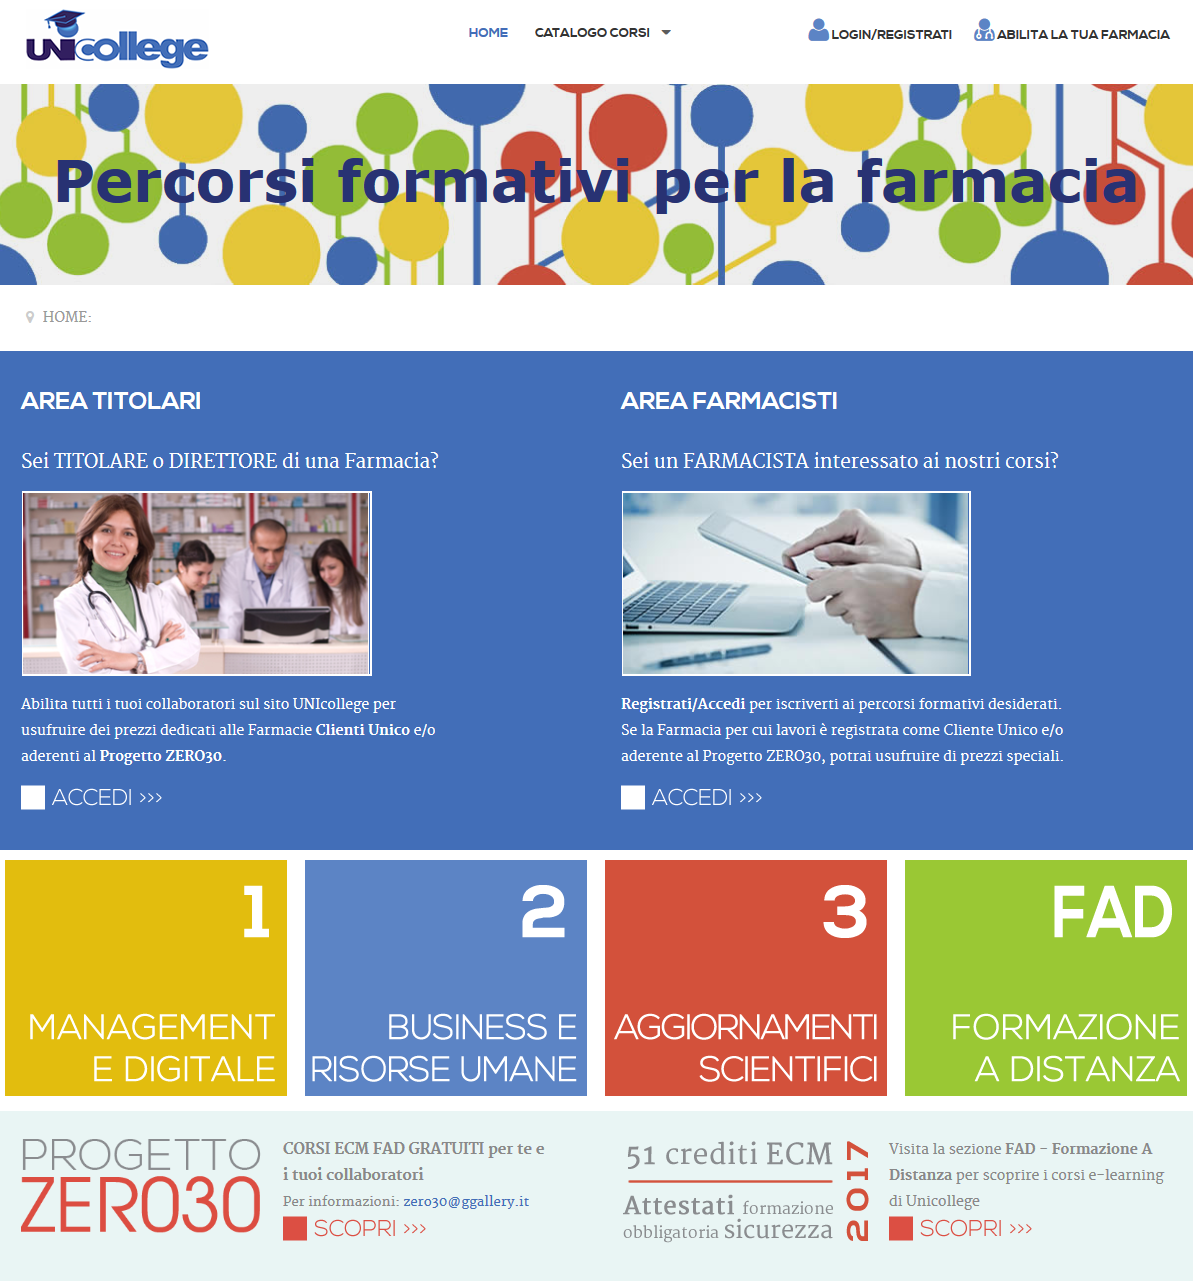 UNIcollege
HOME
CATALOGO CORSI
LOGIN/REGISTRATI
ABILITA LA TUA FARMACIA
Percorsi formativi per la farmacia
HOME:
AREA TITOLARI
Sei TITOLARE o DIRETTORE di una Farmacia?
Abilita tutti i tuoi collaboratori sul sito UNIcollege per
usufruire dei prezzi dedicati alle Farmacie Clienti Unico e/o
aderenti al Progetto ZERO30.
ACCEDI >>>
AREA FARMACISTI
Sei un FARMACISTA interessato ai nostri corsi?
Registrati/Accedi per iscriverti ai percorsi formativi desiderati.
Se la Farmacia per cui lavori è registrata come Cliente Unico e/o
aderente al Progetto ZERO30, potrai usufruire di prezzi speciali.
ACCEDI >>>
1
MANAGEMENT
E DIGITALE
2
BUSINESS E
RISORSE UMANE
3
AGGIORNAMENTI
SCIENTIFICI
FAD
FORMAZIONE
A DISTANZA
PROGETTO
ZERO30
CORSI ECM FAD GRATUITI per te e
i tuoi collaboratori
Per informazioni: zero30@ggallery.it
SCOPRI >>>
51 crediti ECM
Attestati formazione
obbligatoria sicurezza
2017
Visita la sezione FAD - Formazione A
Distanza per scoprire i corsi e-learning
di Unicollege
SCOPRI >>>